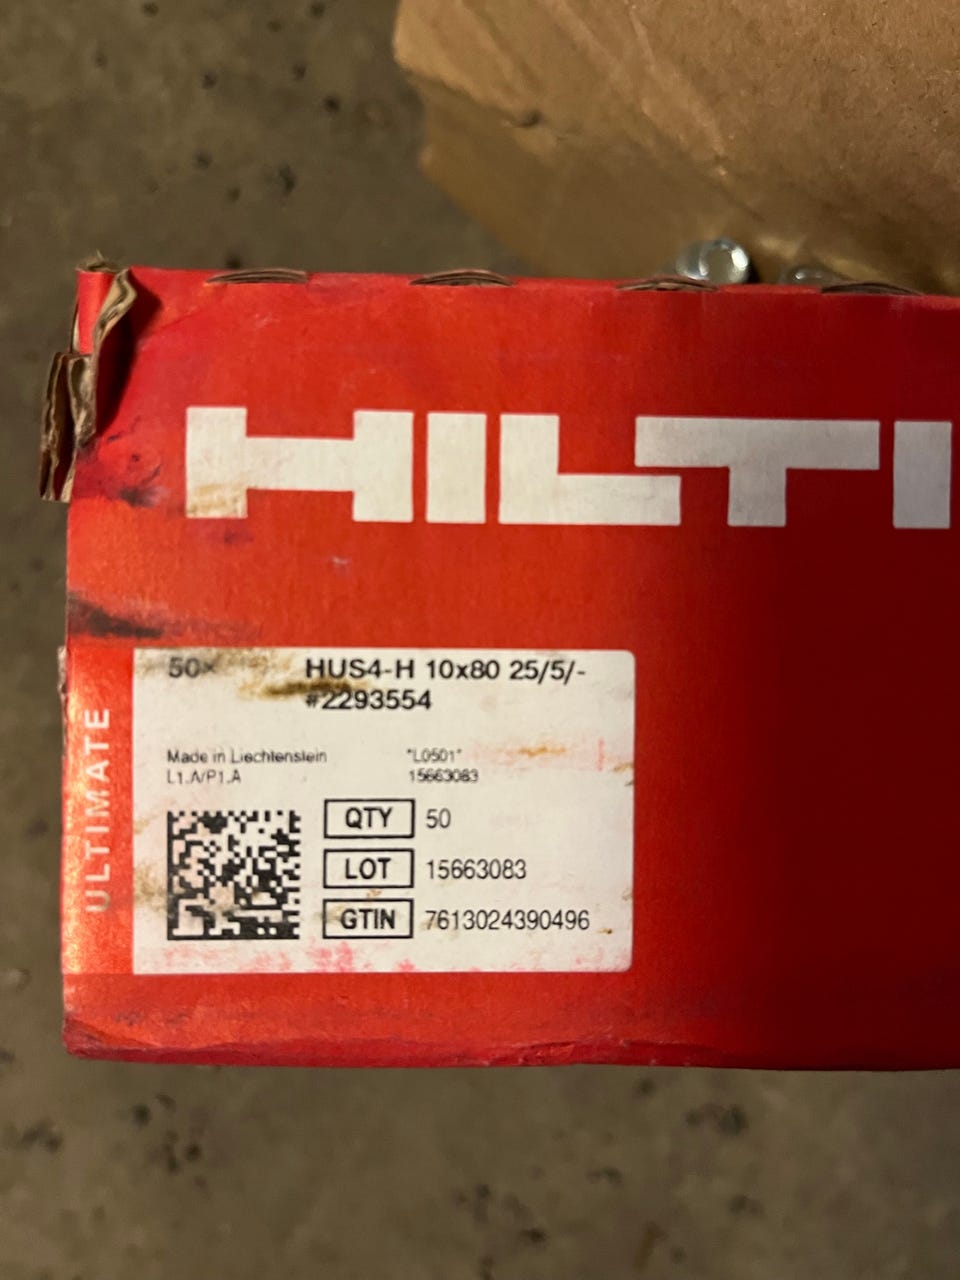 HILTI
50x HUS4-H 10x80 25/5/-
#2293554
Made in Liechtenstein "L0501"
L1.A/P1.A 15663083
QTY 50
LOT 15663083
GTIN 7613024390496
ULTIMATE